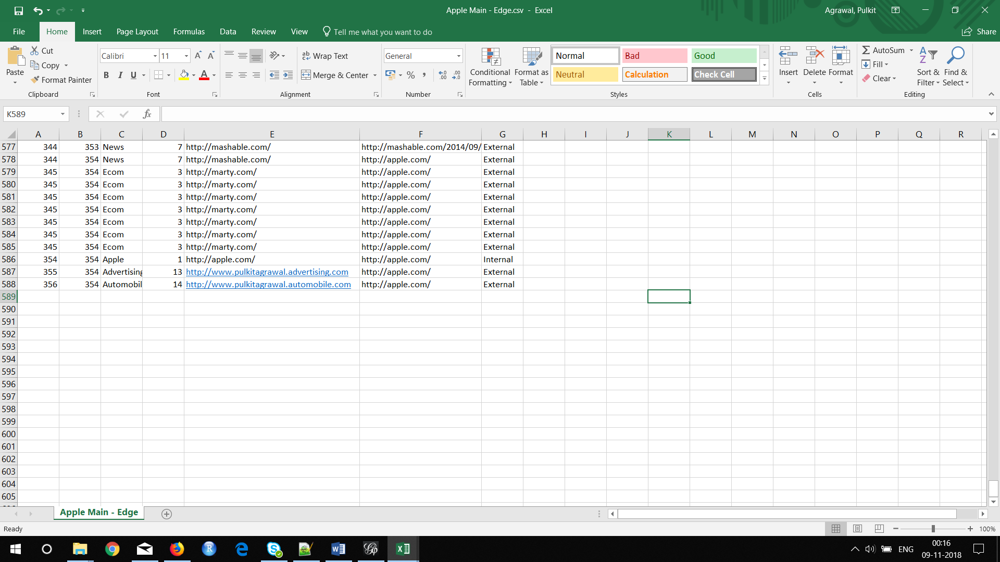 Apple Main - Edge.csv - Excel
Agrawal, Pulkit
File Home Insert Page Layout Formulas Data Review View Tell me what you want to do Share
Paste
Cut
Copy
Format Painter
Clipboard
Calibri 11
B I U
Font
Wrap Text
Merge & Center
Alignment
General
Number
Conditional Formatting
Format as Table
Normal Bad Good
Neutral Calculation Check Cell
Styles
Insert Delete Format
Cells
AutoSum
Fill
Clear
Sort & Filter
Find & Select
Editing
K589 fx
A B C D E F G H I J K L M N O P Q R
577 344 353 News 7 http://mashable.com/ http://mashable.com/2014/09/ External
578 344 354 News 7 http://mashable.com/ http://apple.com/ External
579 345 354 Ecom 3 http://marty.com/ http://apple.com/ External
580 345 354 Ecom 3 http://marty.com/ http://apple.com/ External
581 345 354 Ecom 3 http://marty.com/ http://apple.com/ External
582 345 354 Ecom 3 http://marty.com/ http://apple.com/ External
583 345 354 Ecom 3 http://marty.com/ http://apple.com/ External
584 345 354 Ecom 3 http://marty.com/ http://apple.com/ External
585 345 354 Ecom 3 http://marty.com/ http://apple.com/ External
586 354 354 Apple 1 http://apple.com/ http://apple.com/ Internal
587 355 354 Advertising 13 http://www.pulkitagrawal.advertising.com http://apple.com/ External
588 356 354 Automobil 14 http://www.pulkitagrawal.automobile.com http://apple.com/ External
589
590
591
592
593
594
595
596
597
598
599
600
601
602
603
604
605
Apple Main - Edge
Ready
100%
ENG
00:16
09-11-2018